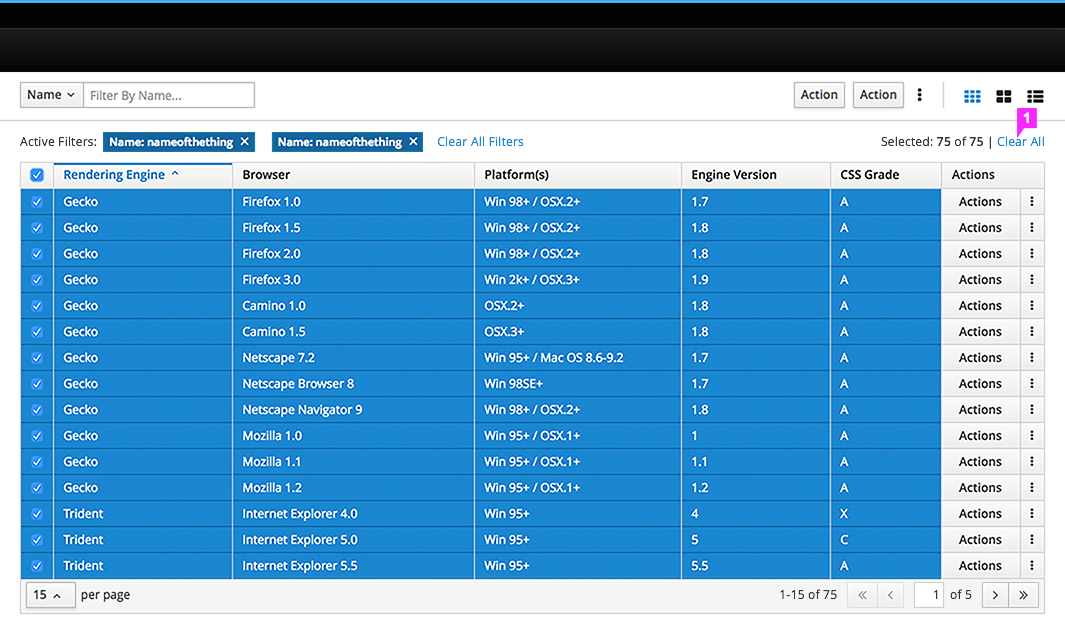 Name Filter By Name... Action Action
1
Active Filters: Name: nameofthething × Name: nameofthething × Clear All Filters Selected: 75 of 75 | Clear All
Rendering Engine Browser Platform(s) Engine Version CSS Grade Actions
Gecko Firefox 1.0 Win 98+ / OSX.2+ 1.7 A Actions
Gecko Firefox 1.5 Win 98+ / OSX.2+ 1.8 A Actions
Gecko Firefox 2.0 Win 98+ / OSX.2+ 1.8 A Actions
Gecko Firefox 3.0 Win 2k+ / OSX.3+ 1.9 A Actions
Gecko Camino 1.0 OSX.2+ 1.8 A Actions
Gecko Camino 1.5 OSX.3+ 1.8 A Actions
Gecko Netscape 7.2 Win 95+ / Mac OS 8.6-9.2 1.7 A Actions
Gecko Netscape Browser 8 Win 98SE+ 1.7 A Actions
Gecko Netscape Navigator 9 Win 98+ / OSX.2+ 1.8 A Actions
Gecko Mozilla 1.0 Win 95+ / OSX.1+ 1 A Actions
Gecko Mozilla 1.1 Win 95+ / OSX.1+ 1.1 A Actions
Gecko Mozilla 1.2 Win 95+ / OSX.1+ 1.2 A Actions
Trident Internet Explorer 4.0 Win 95+ 4 X Actions
Trident Internet Explorer 5.0 Win 95+ 5 C Actions
Trident Internet Explorer 5.5 Win 95+ 5.5 A Actions
15 per page 1-15 of 75 « ‹ 1 of 5 › »